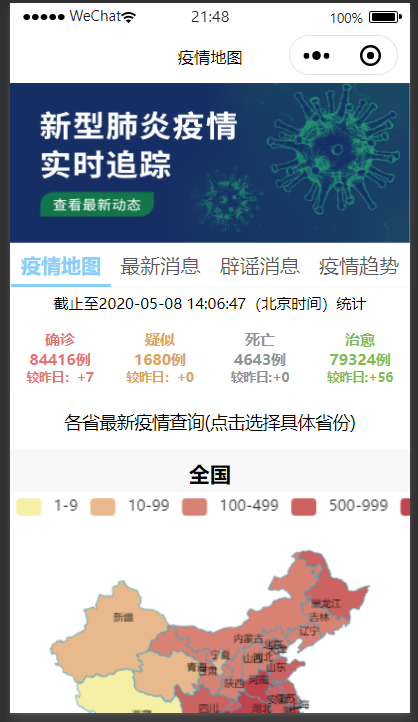 WeChat 21:48 100%
疫情地图
新型肺炎疫情
实时追踪
查看最新动态
疫情地图 最新消息 辟谣消息 疫情趋势
截止至2020-05-08 14:06:47（北京时间）统计
确诊 疑似 死亡 治愈
84416例 1680例 4643例 79324例
较昨日：+7 较昨日：+0 较昨日:+0 较昨日:+56
各省最新疫情查询(点击选择具体省份)
全国
1-9 10-99 100-499 500-999
黑龙江
新疆 吉林
辽宁
内蒙古
宁夏 山西 山东
青海 甘肃
陕西 河南
四川 湖北 安徽 江苏